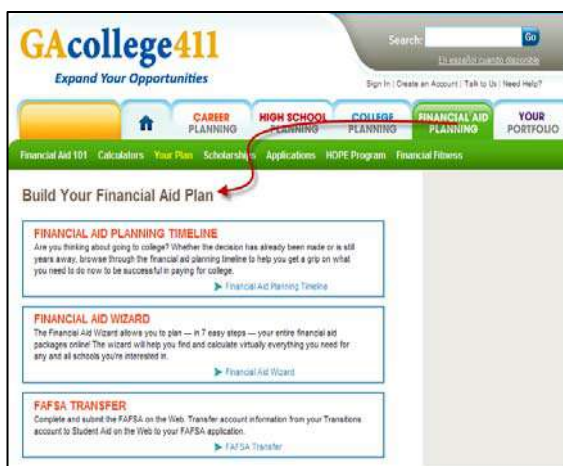 GAcollege411
Expand Your Opportunities
Search: Go
En español cuando disponible
Sign In | Create an Account | Talk to Us | Need Help?
CAREER PLANNING
HIGH SCHOOL PLANNING
COLLEGE PLANNING
FINANCIAL AID PLANNING
YOUR PORTFOLIO
Financial Aid 101 Calculators Your Plan Scholarships Applications HOPE Program Financial Fitness
Build Your Financial Aid Plan
FINANCIAL AID PLANNING TIMELINE
Are you thinking about going to college? Whether the decision has already been made or is still
years away, browse through the financial aid planning timeline to help you get a grip on what
you need to do now to be successful in paying for college.
Financial Aid Planning Timeline
FINANCIAL AID WIZARD
The Financial Aid Wizard allows you to plan — in 7 easy steps — your entire financial aid
packages online! The wizard will help you find and calculate virtually everything you need for
any and all schools you're interested in.
Financial Aid Wizard
FAFSA TRANSFER
Complete and submit the FAFSA on the Web. Transfer account information from your Transitions
account to Student Aid on the Web to your FAFSA application.
FAFSA Transfer